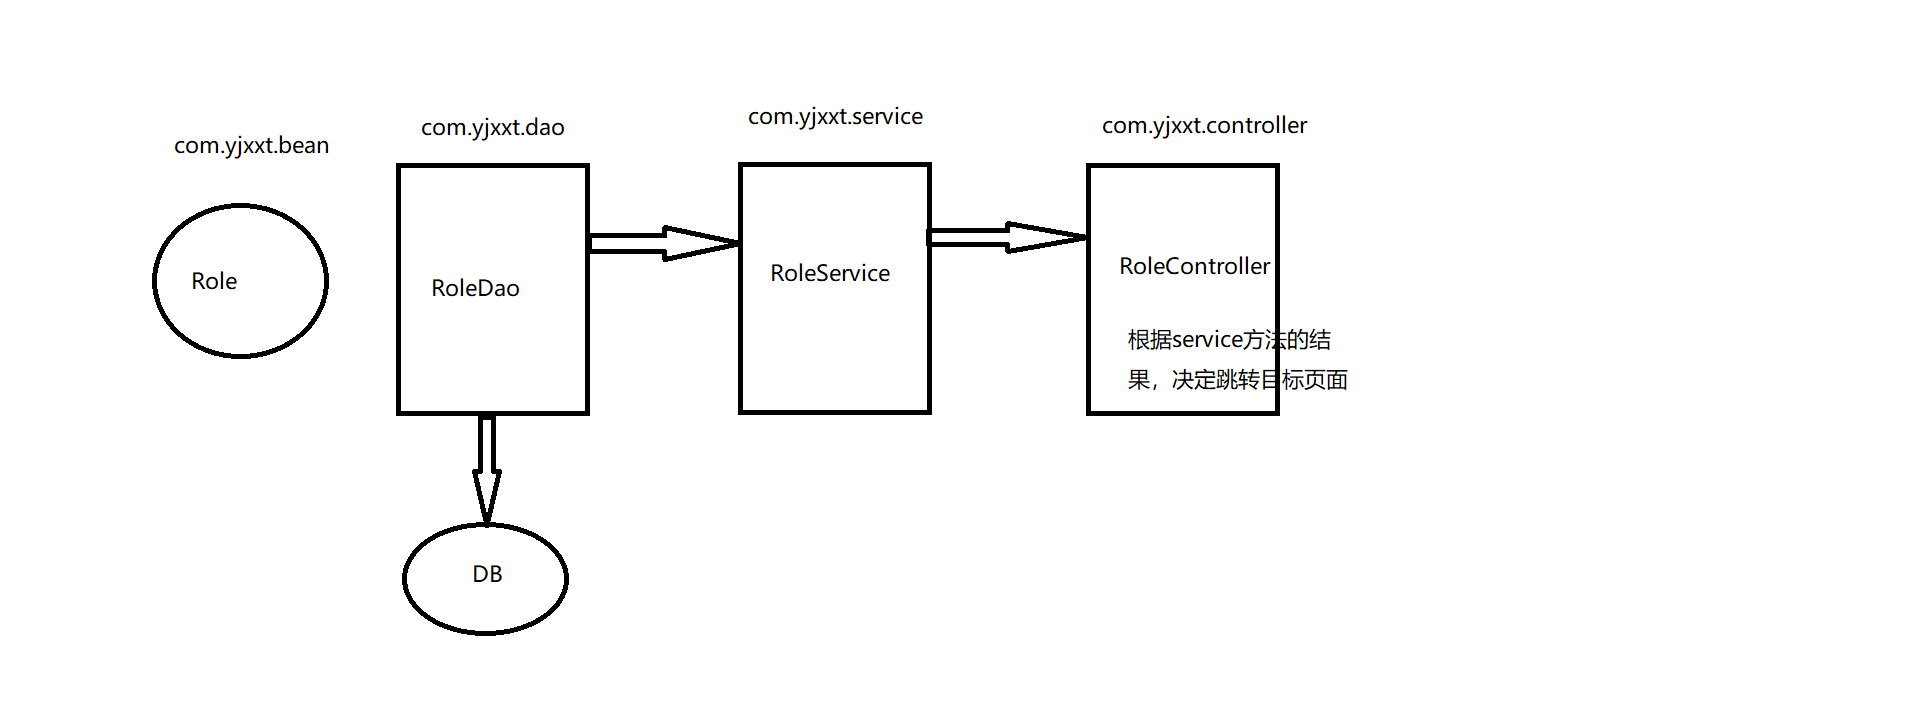 com.yjxxt.bean
com.yjxxt.dao
com.yjxxt.service
com.yjxxt.controller
Role
RoleDao
RoleService
RoleController
根据service方法的结
果，决定跳转目标页面
DB